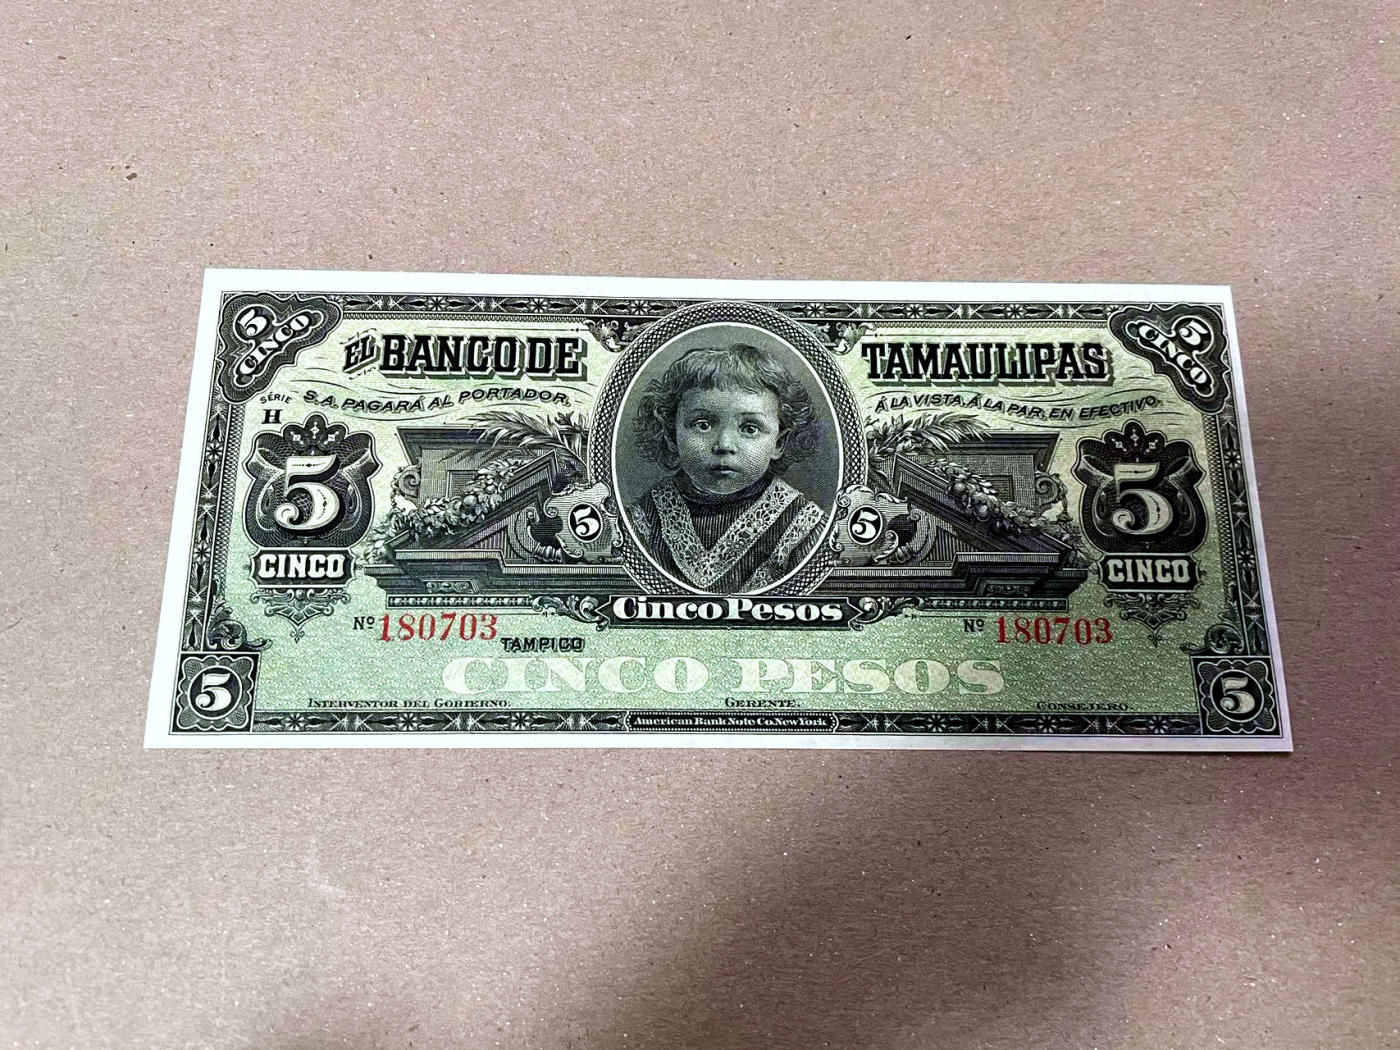 5 CINCO
5 CINCO
EL BANCO DE TAMAULIPAS
S.A. PAGARÁ AL PORTADOR, Á LA VISTA, Á LA PAR, EN EFECTIVO.
SÉRIE
H
5
5
5
5
CINCO
CINCO
Cinco Pesos
Nº 180703
Nº 180703
TAMPICO
CINCO PESOS
5
5
INTERVENTOR DEL GOBIERNO.
GERENTE.
CONSEJERO.
American Bank Note Co. New York